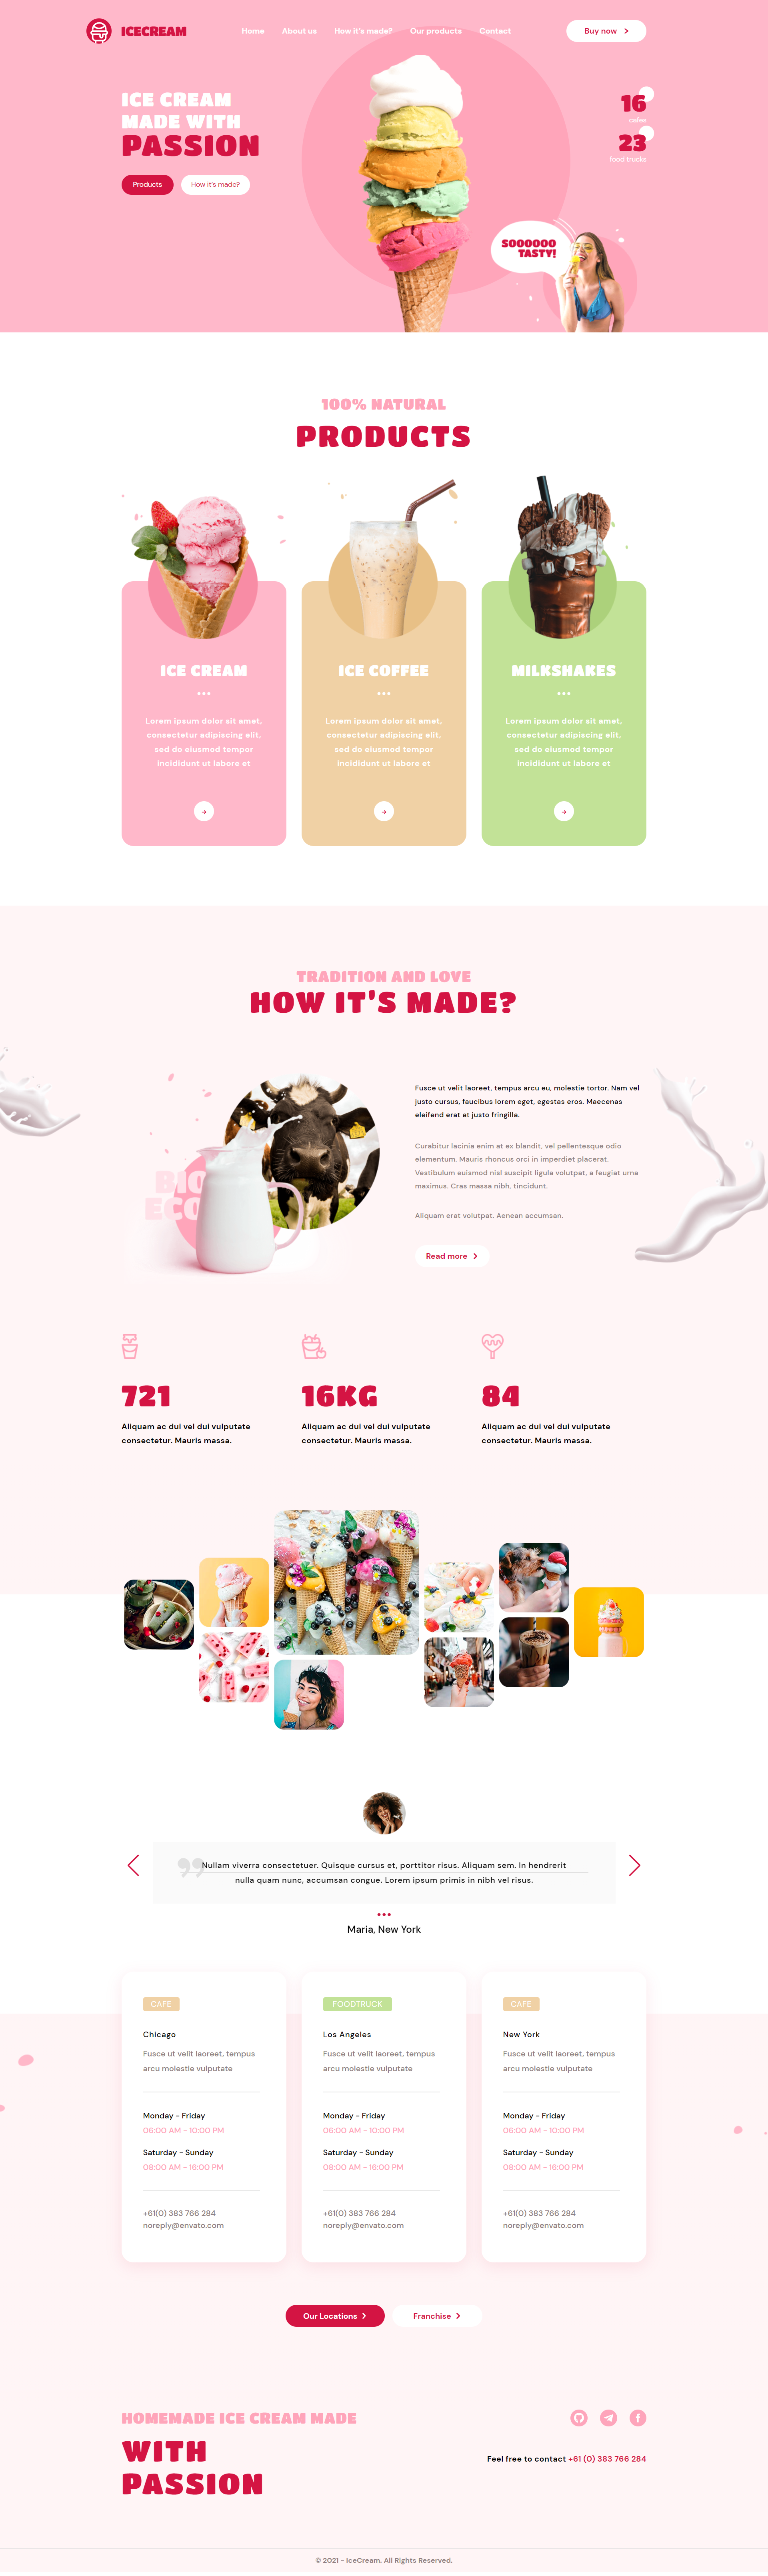 ICECREAM
Home About us How it's made? Our products Contact
Buy now
ICE CREAM
MADE WITH
PASSION
Products How it's made?
16
cafes
23
food trucks
SOOOOOO
TASTY!
100% NATURAL
PRODUCTS
ICE CREAM
Lorem ipsum dolor sit amet,
consectetur adipiscing elit,
sed do eiusmod tempor
incididunt ut labore et
ICE COFFEE
Lorem ipsum dolor sit amet,
consectetur adipiscing elit,
sed do eiusmod tempor
incididunt ut labore et
MILKSHAKES
Lorem ipsum dolor sit amet,
consectetur adipiscing elit,
sed do eiusmod tempor
incididunt ut labore et
TRADITION AND LOVE
HOW IT'S MADE?
BIO
ECO
Fusce ut velit laoreet, tempus arcu eu, molestie tortor. Nam vel
justo cursus, faucibus lorem eget, egestas eros. Maecenas
eleifend erat at justo fringilla.
Curabitur lacinia enim at ex blandit, vel pellentesque odio
elementum. Mauris rhoncus orci in imperdiet placerat.
Vestibulum euismod nisl suscipit ligula volutpat, a feugiat urna
maximus. Cras massa nibh, tincidunt.
Aliquam erat volutpat. Aenean accumsan.
Read more
721
Aliquam ac dui vel dui vulputate
consectetur. Mauris massa.
16KG
Aliquam ac dui vel dui vulputate
consectetur. Mauris massa.
84
Aliquam ac dui vel dui vulputate
consectetur. Mauris massa.
Nullam viverra consectetuer. Quisque cursus et, porttitor risus. Aliquam sem. In hendrerit
nulla quam nunc, accumsan congue. Lorem ipsum primis in nibh vel risus.
Maria, New York
CAFE
Chicago
Fusce ut velit laoreet, tempus
arcu molestie vulputate
Monday - Friday
06:00 AM - 10:00 PM
Saturday - Sunday
08:00 AM - 16:00 PM
+61(0) 383 766 284
noreply@envato.com
FOODTRUCK
Los Angeles
Fusce ut velit laoreet, tempus
arcu molestie vulputate
Monday - Friday
06:00 AM - 10:00 PM
Saturday - Sunday
08:00 AM - 16:00 PM
+61(0) 383 766 284
noreply@envato.com
CAFE
New York
Fusce ut velit laoreet, tempus
arcu molestie vulputate
Monday - Friday
06:00 AM - 10:00 PM
Saturday - Sunday
08:00 AM - 16:00 PM
+61(0) 383 766 284
noreply@envato.com
Our Locations
Franchise
HOMEMADE ICE CREAM MADE
WITH
PASSION
Feel free to contact +61 (0) 383 766 284
© 2021 - IceCream. All Rights Reserved.